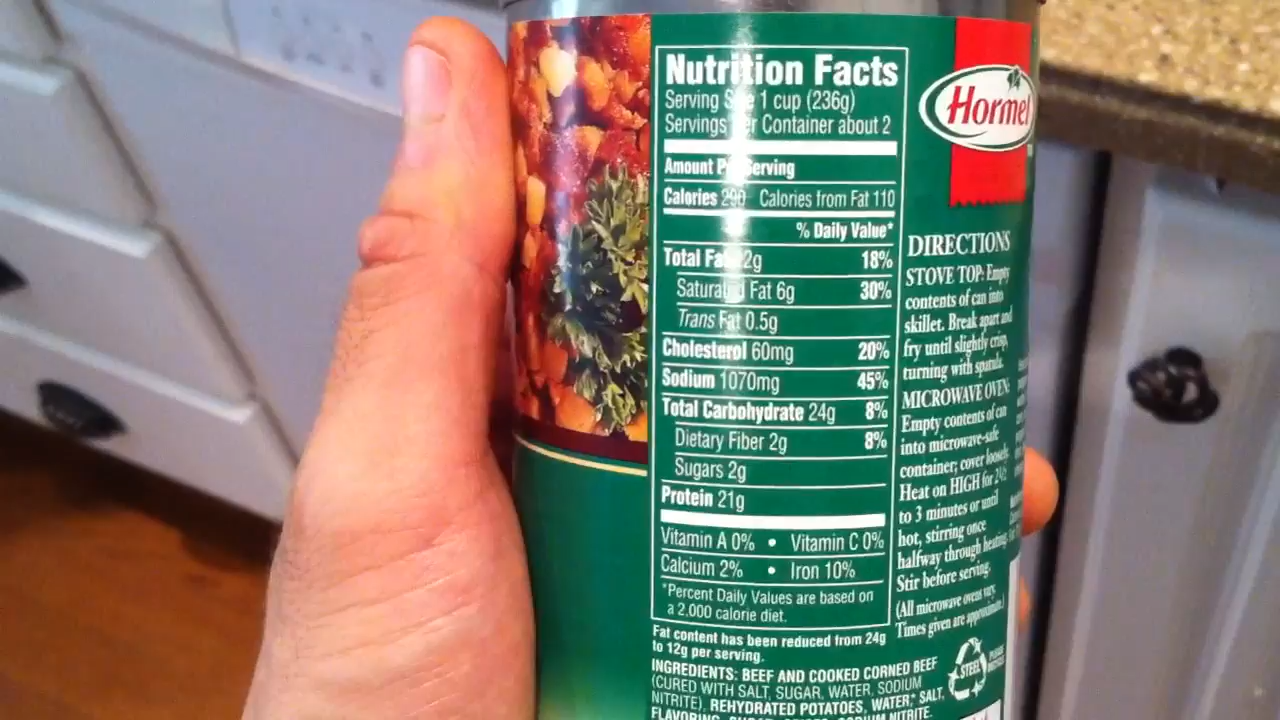 Nutrition Facts
Serving Size 1 cup (236g)
Servings Per Container about 2
Amount Per Serving
Calories 290 Calories from Fat 110
% Daily Value*
Total Fat 12g 18%
Saturated Fat 6g 30%
Trans Fat 0.5g
Cholesterol 60mg 20%
Sodium 1070mg 45%
Total Carbohydrate 24g 8%
Dietary Fiber 2g 8%
Sugars 2g
Protein 21g
Vitamin A 0% • Vitamin C 0%
Calcium 2% • Iron 10%
*Percent Daily Values are based on
a 2,000 calorie diet.
Fat content has been reduced from 24g
to 12g per serving.
INGREDIENTS: BEEF AND COOKED CORNED BEEF
(CURED WITH SALT, SUGAR, WATER, SODIUM
NITRITE), REHYDRATED POTATOES, WATER,* SALT,
FLAVORING, SUGAR, SPICES, SODIUM NITRITE.
Hormel
DIRECTIONS
STOVE TOP: Empty
contents of can into
skillet. Break apart and
fry until slightly crisp,
turning with spatula.
MICROWAVE OVEN:
Empty contents of can
into microwave-safe
container; cover loosely.
Heat on HIGH for 2½
to 3 minutes or until
hot, stirring once
halfway through heating.
Stir before serving.
(All microwave ovens vary.
Times given are approximate.)
STEEL
PLEASE
RECYCLE